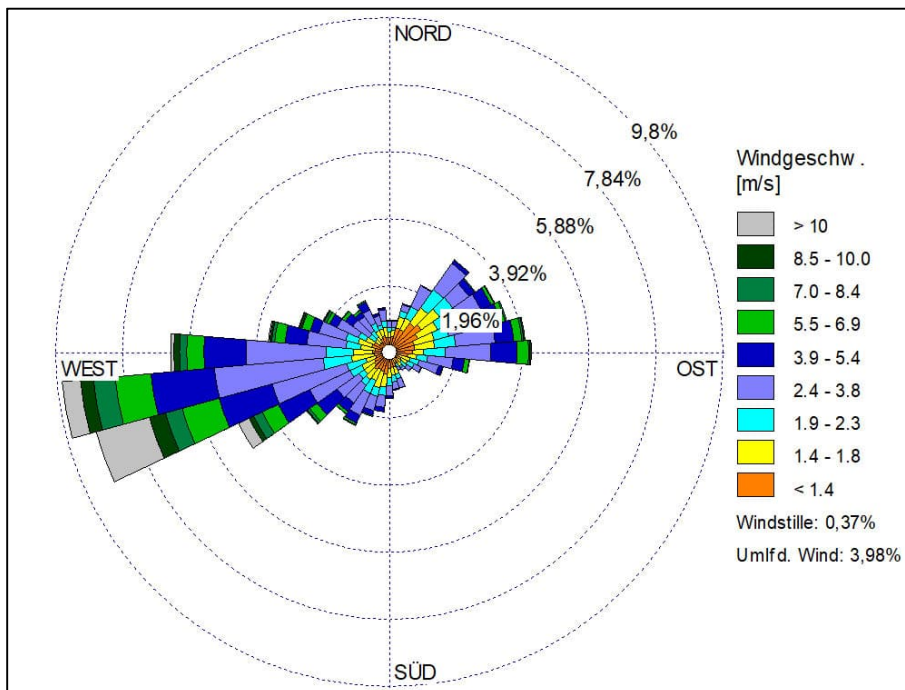 NORD
9,8%
7,84%
5,88%
3,92%
1,96%
WEST
OST
SÜD
Windgeschw .
[m/s]
> 10
8.5 - 10.0
7.0 - 8.4
5.5 - 6.9
3.9 - 5.4
2.4 - 3.8
1.9 - 2.3
1.4 - 1.8
< 1.4
Windstille: 0,37%
Umlfd. Wind: 3,98%